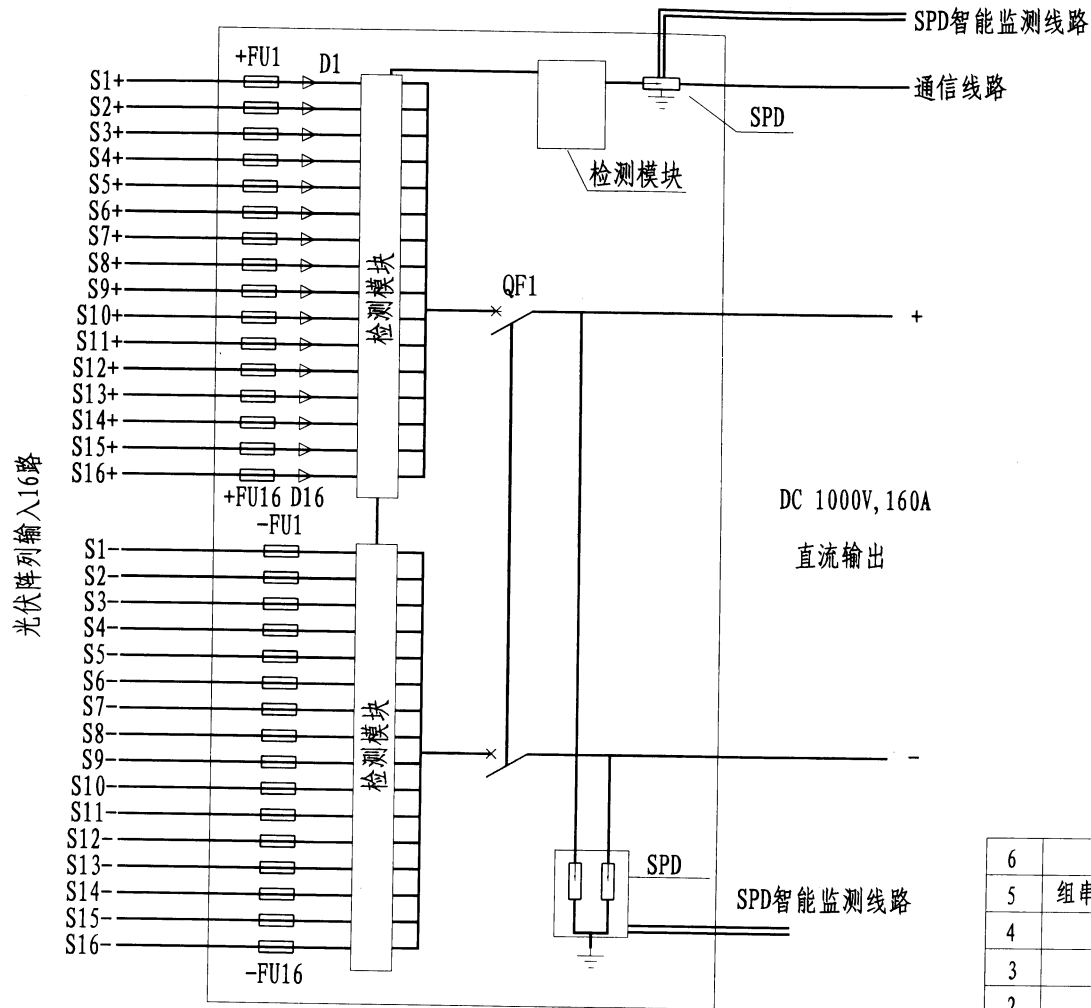 SPD智能监测线路
+FU1
D1
S1+
通信线路
S2+
SPD
S3+
S4+
检测模块
S5+
S6+
S7+
S8+
检测模块
S9+
QF1
S10+
+
S11+
S12+
S13+
S14+
S15+
S16+
+FU16 D16
DC 1000V,160A
-FU1
光伏阵列输入16路
S1-
直流输出
S2-
S3-
S4-
S5-
S6-
S7-
检测模块
S8-
S9-
-
S10-
S11-
S12-
S13-
SPD
S14-
SPD智能监测线路
S15-
S16-
-FU16
6
5 组串
4
3
2